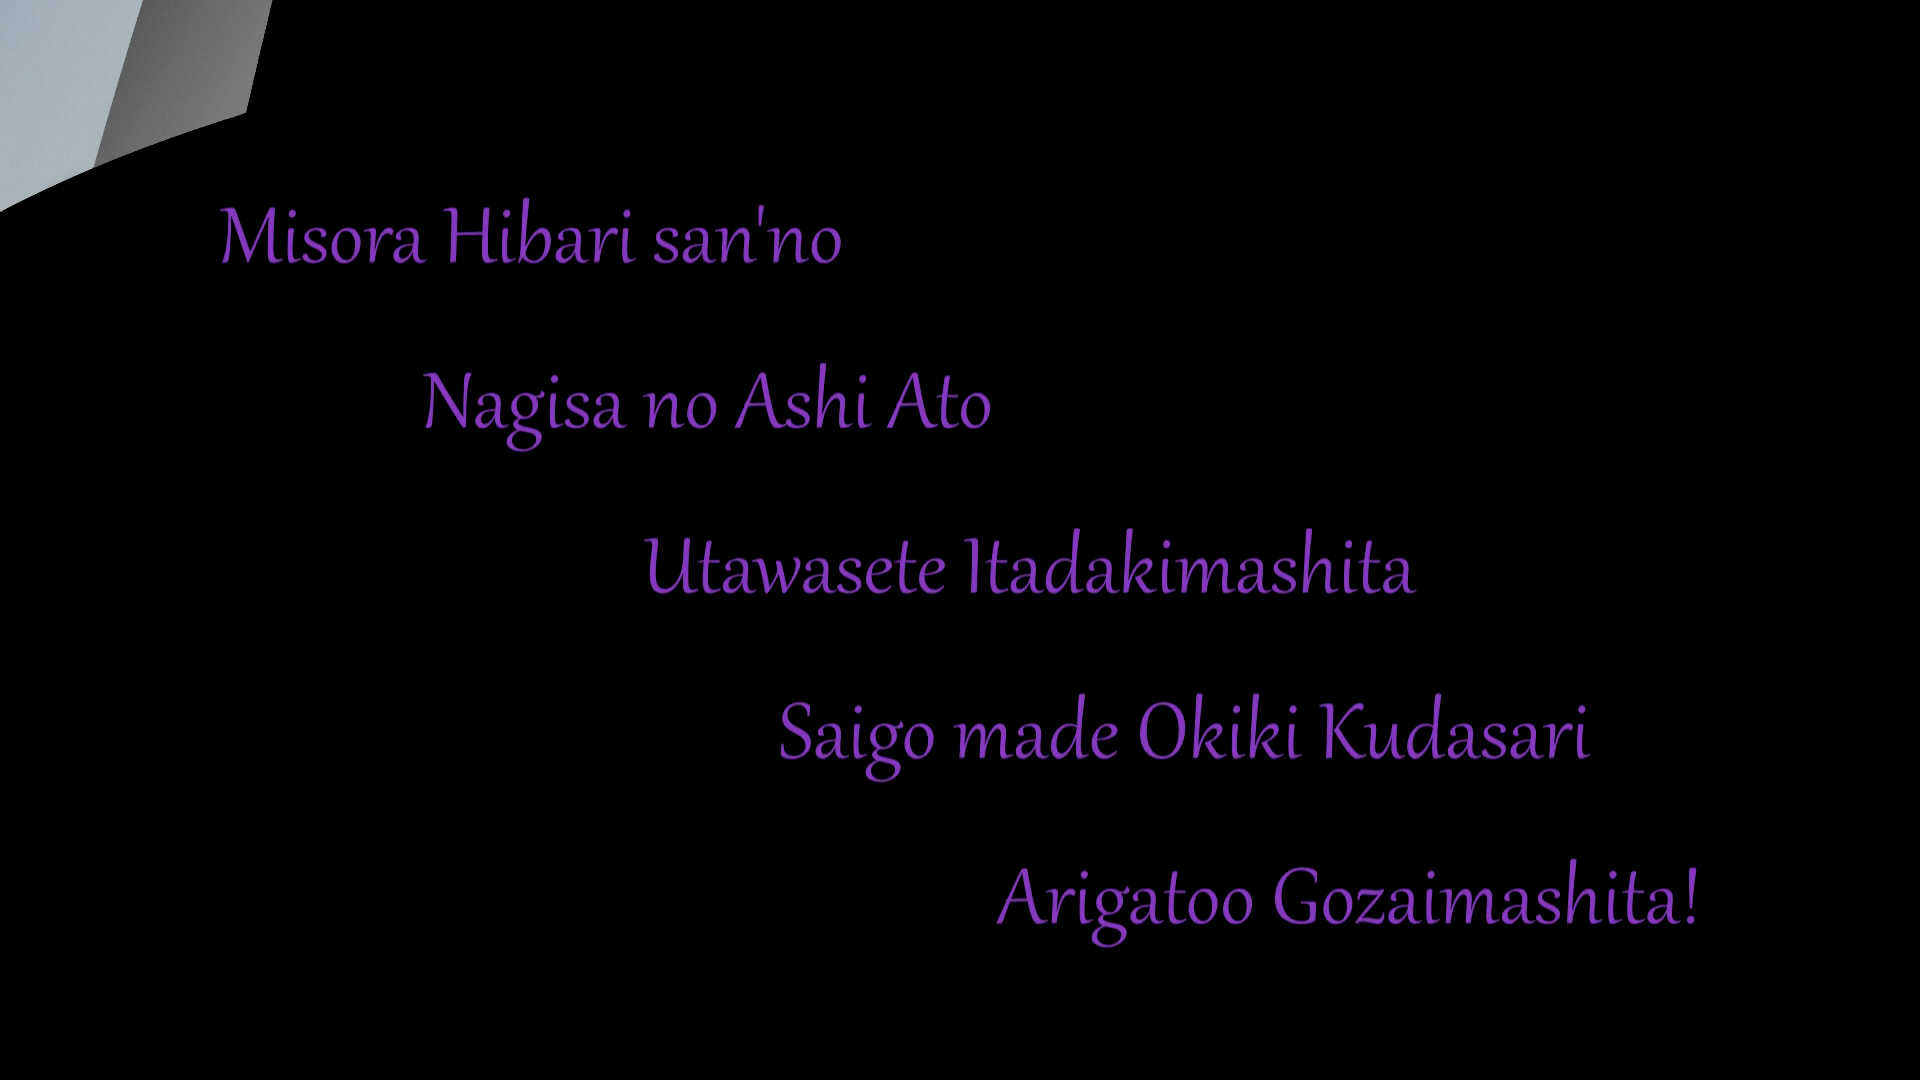 Misora Hibari san'no
Nagisa no Ashi Ato
Utawasete Itadakimashita
Saigo made Okiki Kudasari
Arigatoo Gozaimashita!